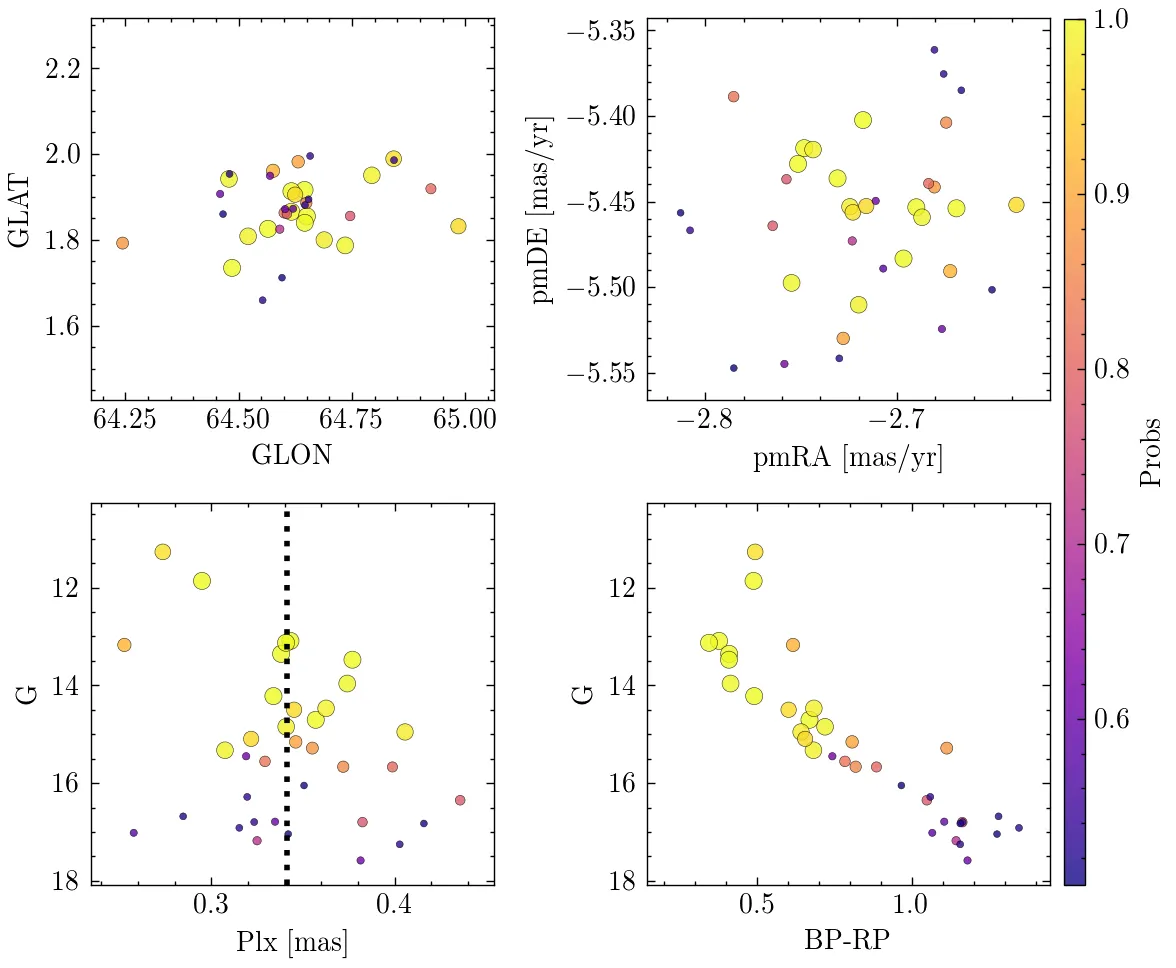 2.2
2.0
1.8
1.6
GLAT
64.25 64.50 64.75 65.00
GLON
−5.35
−5.40
−5.45
−5.50
−5.55
pmDE [mas/yr]
−2.8 −2.7
pmRA [mas/yr]
1.0
0.9
0.8
0.7
0.6
Probs
12
14
16
18
G
0.3 0.4
Plx [mas]
12
14
16
18
G
0.5 1.0
BP-RP